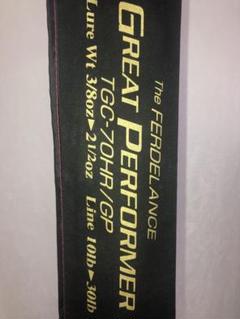 The FERDELANCE
GREAT PERFORMER
TGC-70HR/GP
Lure Wt 3/8oz▶2 1/2oz Line 10lb▶30lb